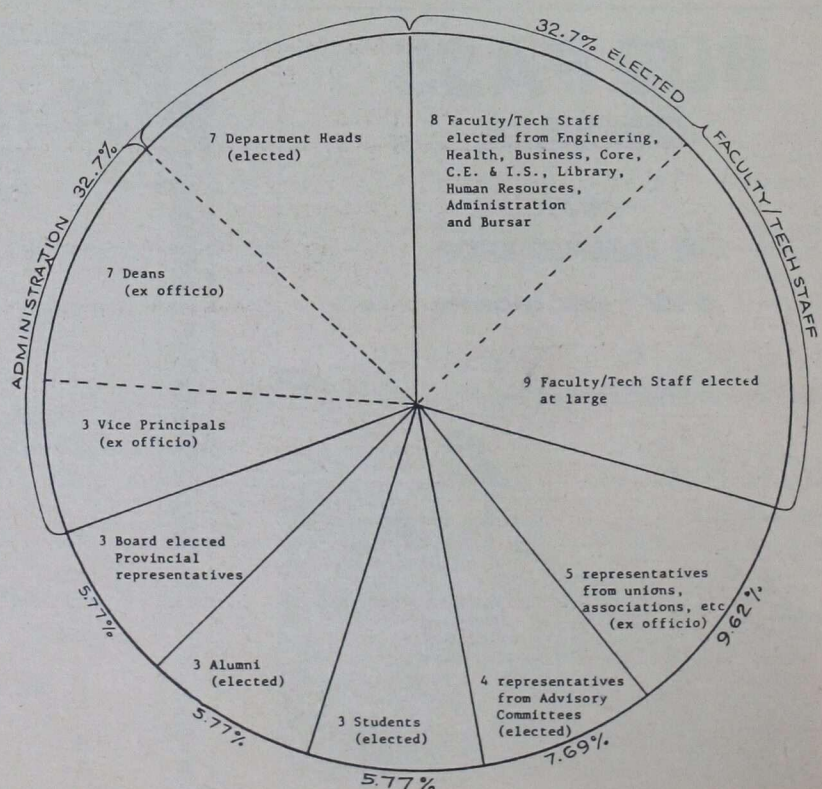 32.7% ELECTED
FACULTY/TECH STAFF
ADMINISTRATION 32.7%
7 Department Heads
(elected)
8 Faculty/Tech Staff
elected from Engineering,
Health, Business, Core,
C.E. & I.S., Library,
Human Resources,
Administration
and Bursar
7 Deans
(ex officio)
9 Faculty/Tech Staff elected
at large
3 Vice Principals
(ex officio)
3 Board elected
Provincial
representatives
5.77%
5 representatives
from unions,
associations, etc
(ex officio)
9.62%
3 Alumni
(elected)
5.77%
4 representatives
from Advisory
Committees
(elected)
7.69%
3 Students
(elected)
5.77%